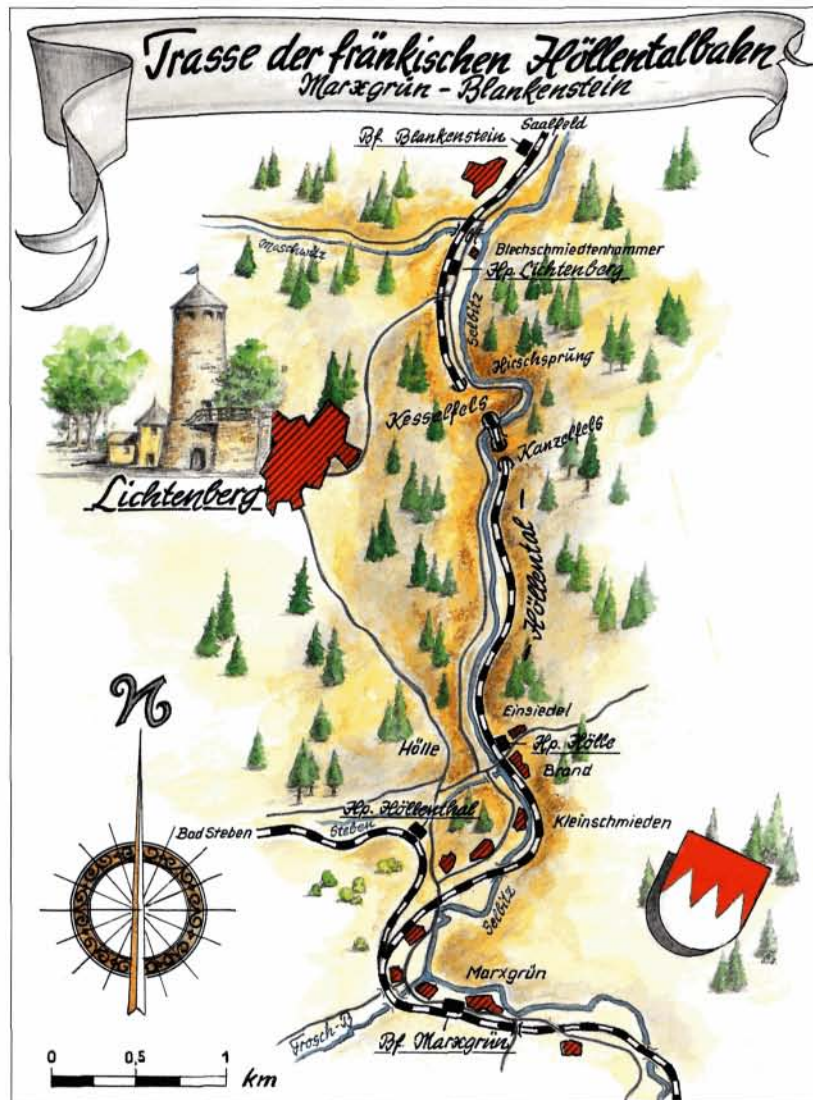 Trasse der fränkischen Höllentalbahn
Marxgrün - Blankenstein
Saalfeld
Bf. Blankenstein
Moschwitz
Blechschmiedtenhammer
Hp. Lichtenberg
Selbitz
Hirschsprung
Kesselfels
Kanzelfels
Lichtenberg
- Höllental -
N
Einsiedel
Hölle
Hp. Hölle
Brand
Hp. Höllenthal
Bad Steben
Steben
Kleinschmieden
Selbitz
Marxgrün
Frosch-B.
Bf. Marxgrün
0 0,5 1
km